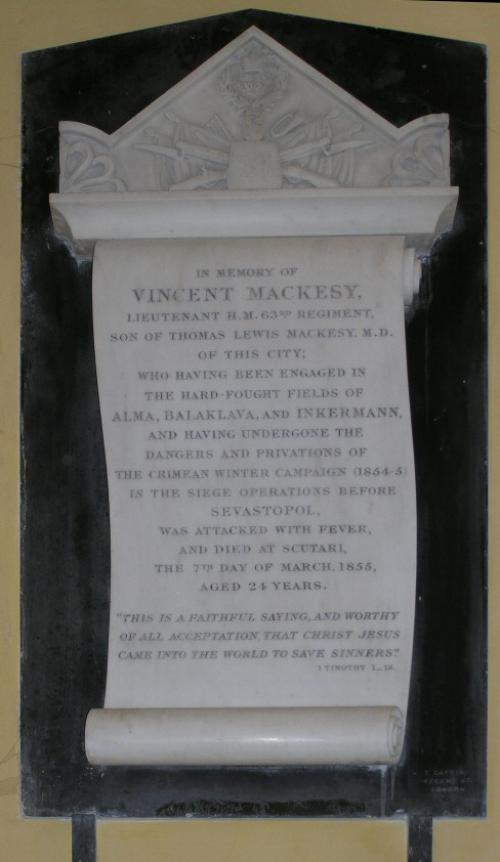 IN MEMORY OF
VINCENT MACKESY,
LIEUTENANT H.M. 63RD REGIMENT,
SON OF THOMAS LEWIS MACKESY, M.D.
OF THIS CITY;
WHO HAVING BEEN ENGAGED IN
THE HARD-FOUGHT FIELDS OF
ALMA, BALAKLAVA, AND INKERMANN,
AND HAVING UNDERGONE THE
DANGERS AND PRIVATIONS OF
THE CRIMEAN WINTER CAMPAIGN (1854-5)
IN THE SIEGE OPERATIONS BEFORE
SEVASTOPOL,
WAS ATTACKED WITH FEVER,
AND DIED AT SCUTARI,
THE 7TH DAY OF MARCH, 1855,
AGED 24 YEARS.
"THIS IS A FAITHFUL SAYING, AND WORTHY
OF ALL ACCEPTATION, THAT CHRIST JESUS
CAME INTO THE WORLD TO SAVE SINNERS."
1 TIMOTHY 1_15.
LONDON